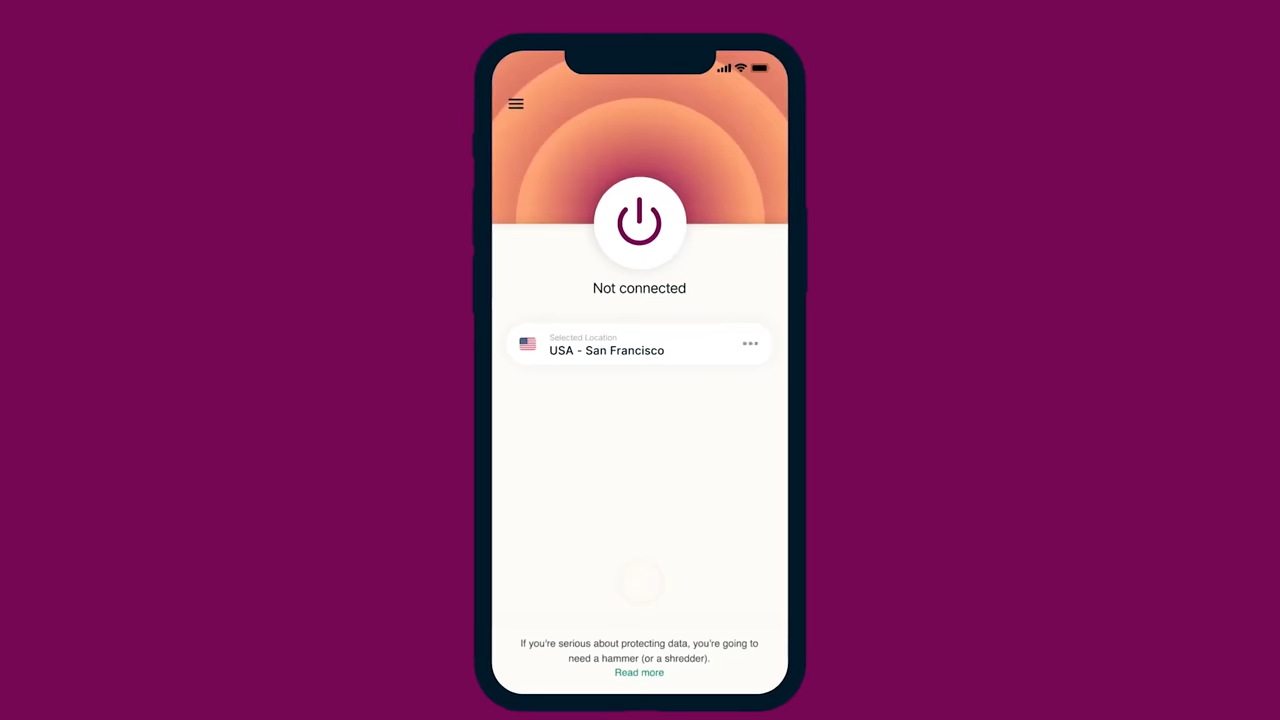 Not connected
Selected Location
USA - San Francisco
If you're serious about protecting data, you're going to
need a hammer (or a shredder).
Read more